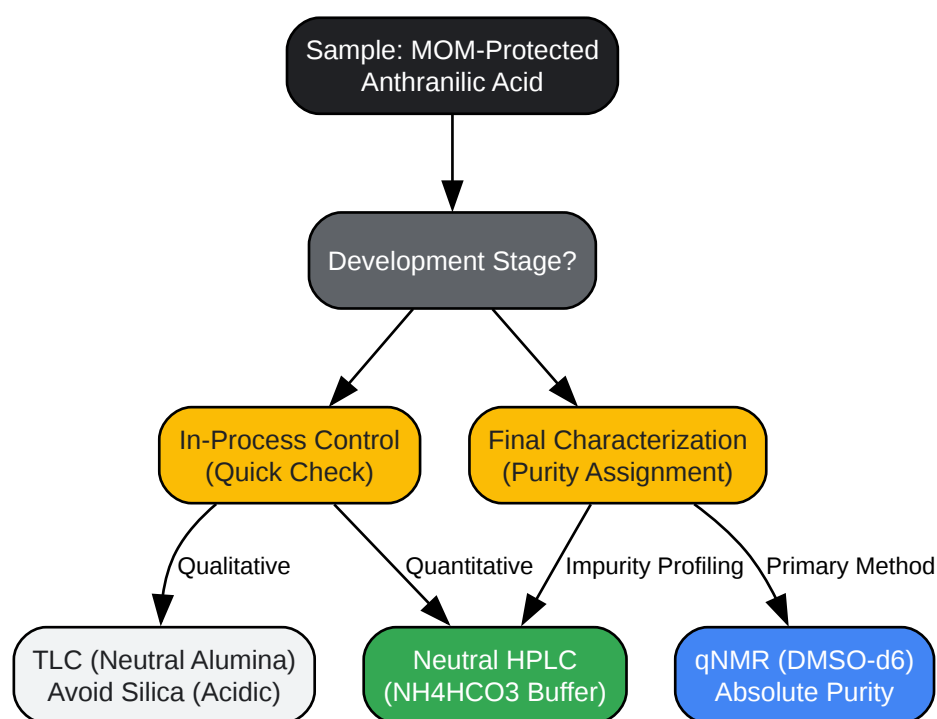 Sample: MOM-Protected
Anthranilic Acid
Development Stage?
In-Process Control
(Quick Check)
Final Characterization
(Purity Assignment)
Qualitative
Quantitative
Impurity Profiling
Primary Method
TLC (Neutral Alumina)
Avoid Silica (Acidic)
Neutral HPLC
(NH4HCO3 Buffer)
qNMR (DMSO-d6)
Absolute Purity